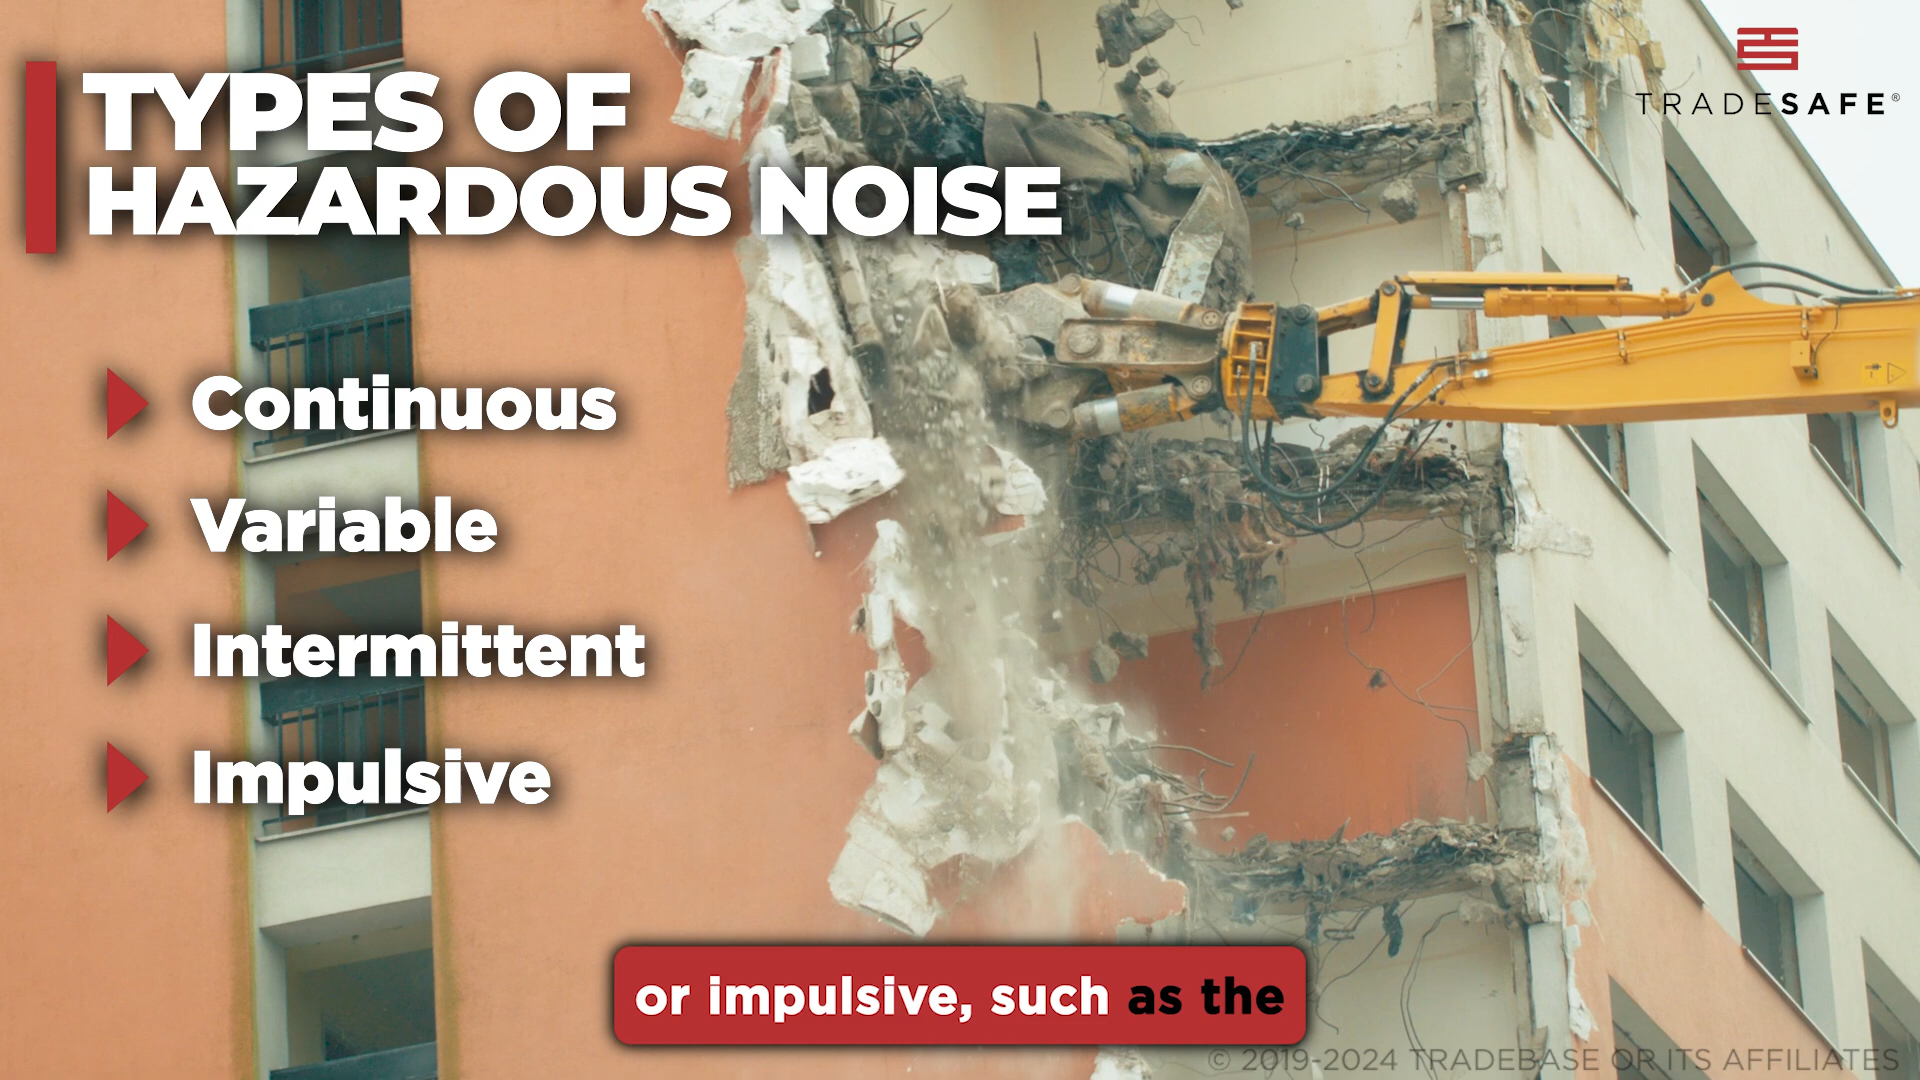 TYPES OF
HAZARDOUS NOISE
TRADESAFE®
Continuous
Variable
Intermittent
Impulsive
or impulsive, such as the
© 2019-2024 TRADEBASE OR ITS AFFILIATES